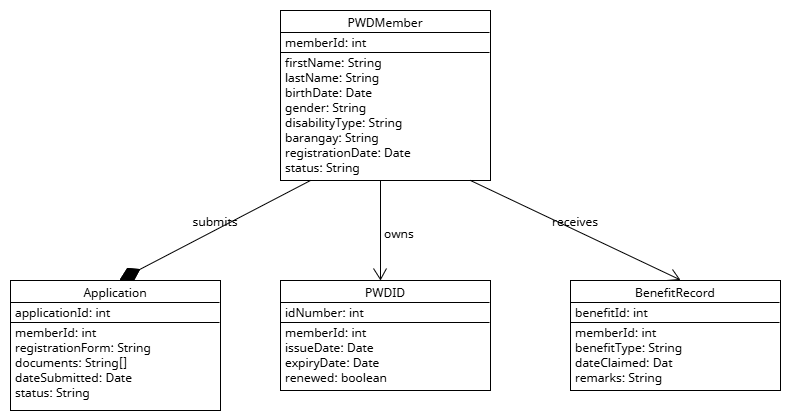 PWDMember
memberId: int
firstName: String
lastName: String
birthDate: Date
gender: String
disabilityType: String
barangay: String
registrationDate: Date
status: String
submits
owns
receives
Application
applicationId: int
memberId: int
registrationForm: String
documents: String[]
dateSubmitted: Date
status: String
PWDID
idNumber: int
memberId: int
issueDate: Date
expiryDate: Date
renewed: boolean
BenefitRecord
benefitId: int
memberId: int
benefitType: String
dateClaimed: Dat
remarks: String